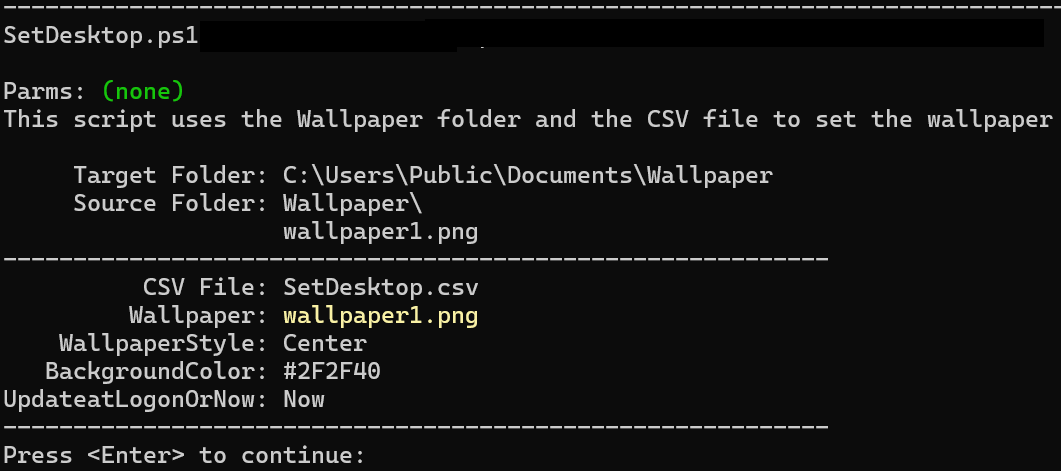 ----------------------------------------------------------------------------
SetDesktop.ps1

Parms: (none)
This script uses the Wallpaper folder and the CSV file to set the wallpaper

     Target Folder: C:\Users\Public\Documents\Wallpaper
     Source Folder: Wallpaper\
                    wallpaper1.png
-----------------------------------------------------------
          CSV File: SetDesktop.csv
         Wallpaper: wallpaper1.png
    WallpaperStyle: Center
   BackgroundColor: #2F2F40
UpdateatLogonOrNow: Now
-----------------------------------------------------------
Press <Enter> to continue: